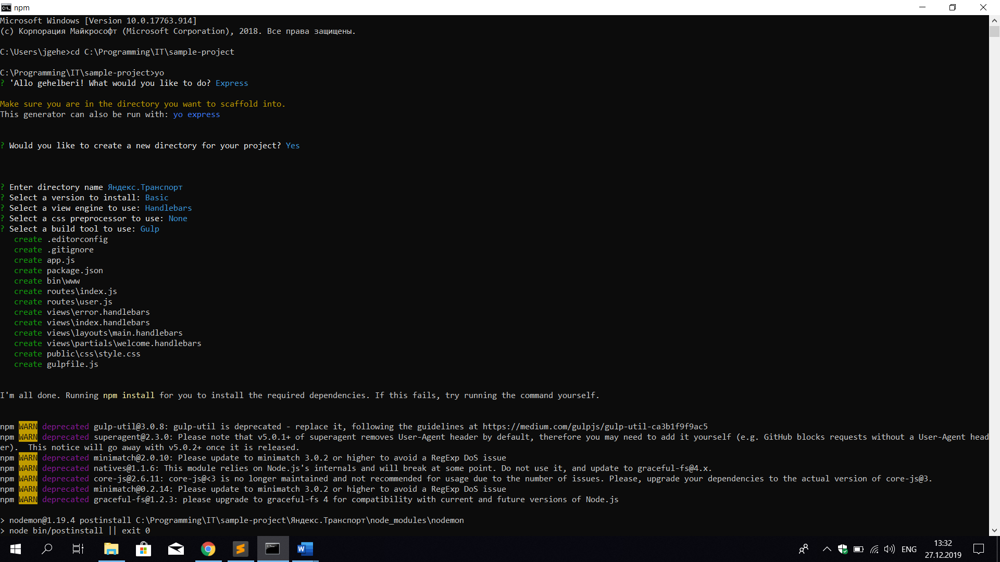 npm
Microsoft Windows [Version 10.0.17763.914]
(c) Корпорация Майкрософт (Microsoft Corporation), 2018. Все права защищены.
C:\Users\jgehe>cd C:\Programming\IT\sample-project
C:\Programming\IT\sample-project>yo
? 'Allo gehelberi! What would you like to do? Express
Make sure you are in the directory you want to scaffold into.
This generator can also be run with: yo express
? Would you like to create a new directory for your project? Yes
? Enter directory name Яндекс.Транспорт
? Select a version to install: Basic
? Select a view engine to use: Handlebars
? Select a css preprocessor to use: None
? Select a build tool to use: Gulp
create .editorconfig
create .gitignore
create app.js
create package.json
create bin\www
create routes\index.js
create routes\user.js
create views\error.handlebars
create views\index.handlebars
create views\layouts\main.handlebars
create views\partials\welcome.handlebars
create public\css\style.css
create gulpfile.js
I'm all done. Running npm install for you to install the required dependencies. If this fails, try running the command yourself.
npm WARN deprecated gulp-util@3.0.8: gulp-util is deprecated - replace it, following the guidelines at https://medium.com/gulpjs/gulp-util-ca3b1f9f9ac5
npm WARN deprecated superagent@2.3.0: Please note that v5.0.1+ of superagent removes User-Agent header by default, therefore you may need to add it yourself (e.g. GitHub blocks requests without a User-Agent head
er).  This notice will go away with v5.0.2+ once it is released.
npm WARN deprecated minimatch@2.0.10: Please update to minimatch 3.0.2 or higher to avoid a RegExp DoS issue
npm WARN deprecated natives@1.1.6: This module relies on Node.js's internals and will break at some point. Do not use it, and update to graceful-fs@4.x.
npm WARN deprecated core-js@2.6.11: core-js@<3 is no longer maintained and not recommended for usage due to the number of issues. Please, upgrade your dependencies to the actual version of core-js@3.
npm WARN deprecated minimatch@0.2.14: Please update to minimatch 3.0.2 or higher to avoid a RegExp DoS issue
npm WARN deprecated graceful-fs@1.2.3: please upgrade to graceful-fs 4 for compatibility with current and future versions of Node.js
> nodemon@1.19.4 postinstall C:\Programming\IT\sample-project\Яндекс.Транспорт\node_modules\nodemon
> node bin/postinstall || exit 0
ENG
13:32
27.12.2019